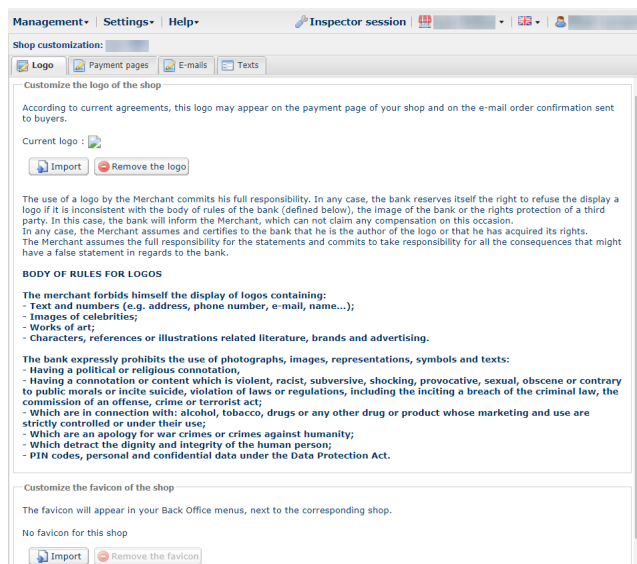 Management Settings Help Inspector session
Shop customization:
Logo Payment pages E-mails Texts
Customize the logo of the shop
According to current agreements, this logo may appear on the payment page of your shop and on the e-mail order confirmation sent
to buyers.
Current logo :
Import Remove the logo
The use of a logo by the Merchant commits his full responsibility. In any case, the bank reserves itself the right to refuse the display a
logo if it is inconsistent with the body of rules of the bank (defined below), the image of the bank or the rights protection of a third
party. In this case, the bank will inform the Merchant, which can not claim any compensation on this occasion.
In any case, the Merchant assumes and certifies to the bank that he is the author of the logo or that he has acquired its rights.
The Merchant assumes the full responsibility for the statements and commits to take responsibility for all the consequences that might
have a false statement in regards to the bank.
BODY OF RULES FOR LOGOS
The merchant forbids himself the display of logos containing:
- Text and numbers (e.g. address, phone number, e-mail, name...);
- Images of celebrities;
- Works of art;
- Characters, references or illustrations related literature, brands and advertising.
The bank expressly prohibits the use of photographs, images, representations, symbols and texts:
- Having a political or religious connotation,
- Having a connotation or content which is violent, racist, subversive, shocking, provocative, sexual, obscene or contrary
to public morals or incite suicide, violation of laws or regulations, including the inciting a breach of the criminal law, the
commission of an offense, crime or terrorist act;
- Which are in connection with: alcohol, tobacco, drugs or any other drug or product whose marketing and use are
strictly controlled or under their use;
- Which are an apology for war crimes or crimes against humanity;
- Which detract the dignity and integrity of the human person;
- PIN codes, personal and confidential data under the Data Protection Act.
Customize the favicon of the shop
The favicon will appear in your Back Office menus, next to the corresponding shop.
No favicon for this shop
Import Remove the favicon